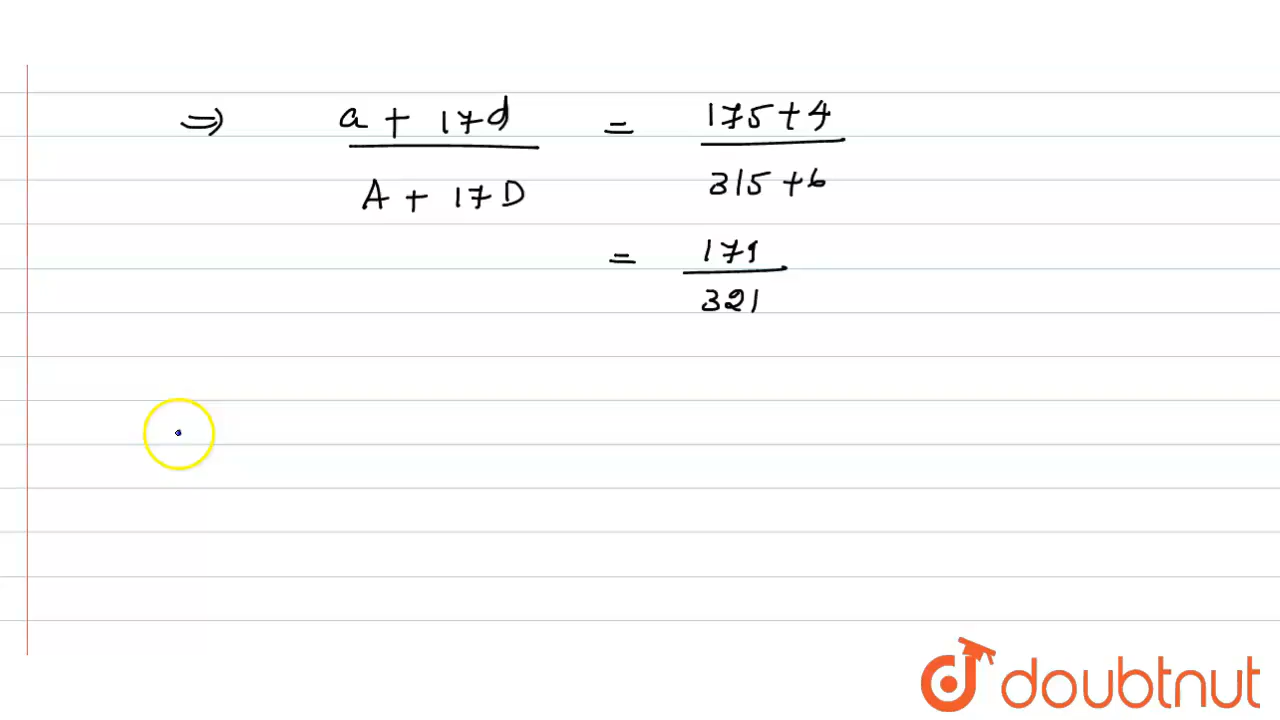 ⇒ a + 17d / A + 17D = 175 + 4 / 315 + 6
= 179 / 321
doubtnut